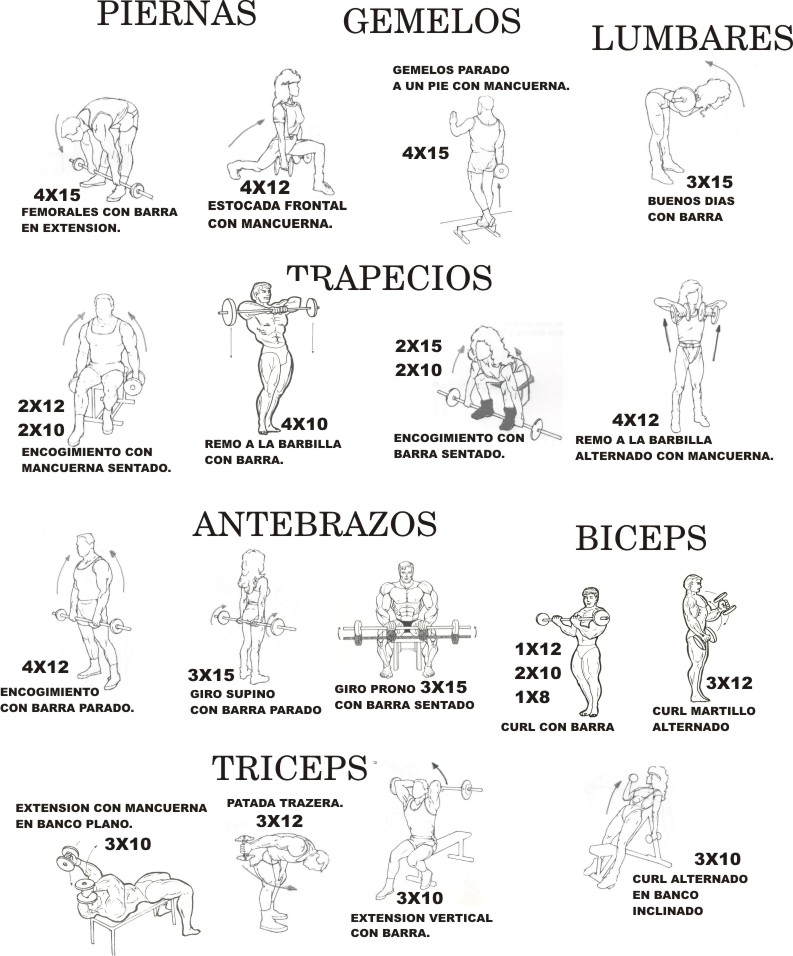 PIERNAS
GEMELOS
LUMBARES
4X15
FEMORALES CON BARRA
EN EXTENSION.
4X12
ESTOCADA FRONTAL
CON MANCUERNA.
GEMELOS PARADO
A UN PIE CON MANCUERNA.
4X15
3X15
BUENOS DIAS
CON BARRA
TRAPECIOS
2X12
2X10
ENCOGIMIENTO CON
MANCUERNA SENTADO.
4X10
REMO A LA BARBILLA
CON BARRA.
2X15
2X10
ENCOGIMIENTO CON
BARRA SENTADO.
4X12
REMO A LA BARBILLA
ALTERNADO CON MANCUERNA.
ANTEBRAZOS
BICEPS
4X12
ENCOGIMIENTO
CON BARRA PARADO.
3X15
GIRO SUPINO
CON BARRA PARADO
GIRO PRONO 3X15
CON BARRA SENTADO
1X12
2X10
1X8
CURL CON BARRA
3X12
CURL MARTILLO
ALTERNADO
TRICEPS
EXTENSION CON MANCUERNA
EN BANCO PLANO.
3X10
PATADA TRAZERA.
3X12
3X10
EXTENSION VERTICAL
CON BARRA.
3X10
CURL ALTERNADO
EN BANCO
INCLINADO